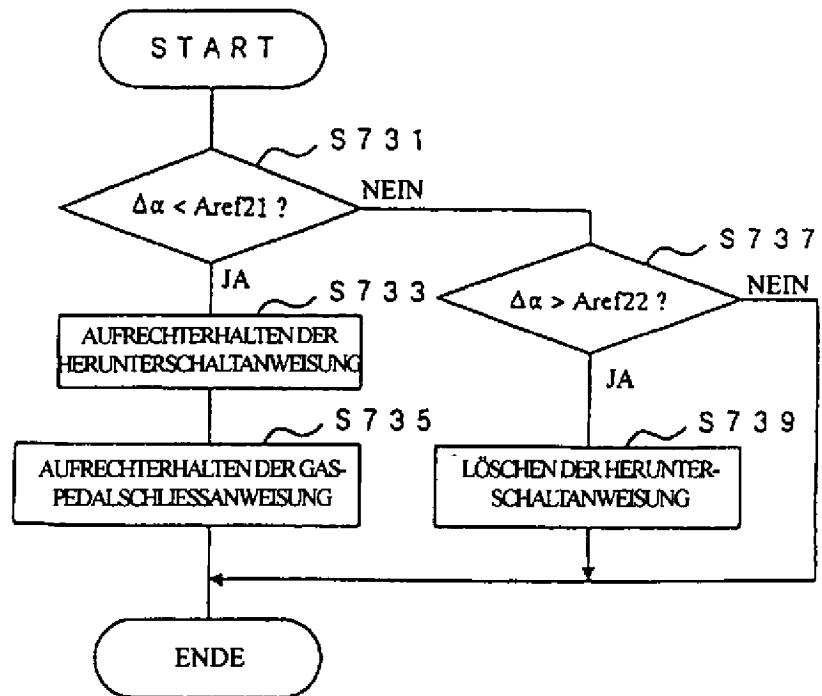 START
S731
Δα < Aref21 ?
NEIN
JA
S737
Δα > Aref22 ?
NEIN
JA
S733
AUFRECHTERHALTEN DER
HERUNTERSCHALTANWEISUNG
S735
AUFRECHTERHALTEN DER GAS-
PEDALSCHLIESSANWEISUNG
S739
LÖSCHEN DER HERUNTER-
SCHALTANWEISUNG
ENDE